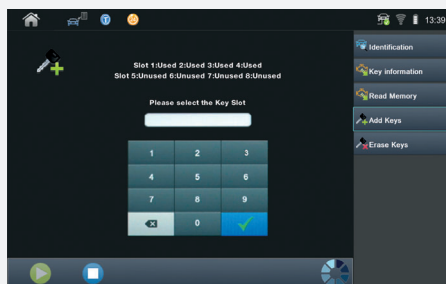 13:39
Slot 1:Used 2:Used 3:Used 4:Used
Slot 5:Unused 6:Unused 7:Unused 8:Unused
Please select the Key Slot
1 2 3
4 5 6
7 8 9
0
Identification
Key information
Read Memory
Add Keys
Erase Keys